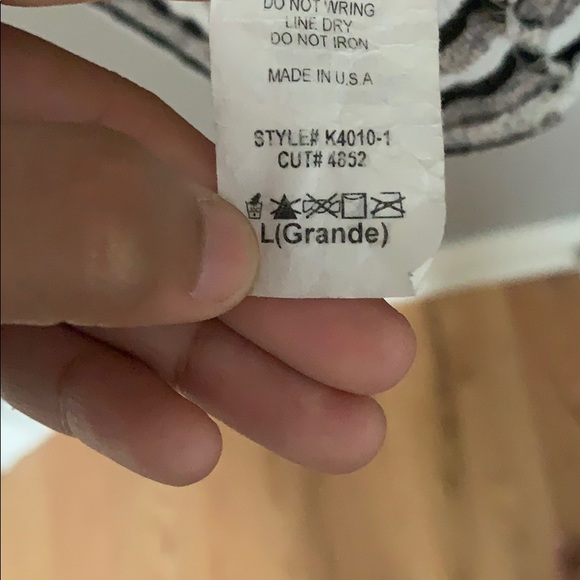 DO NOT WRING
LINE DRY
DO NOT IRON
MADE IN U.S.A
STYLE# K4010-1
CUT# 4852
L(Grande)